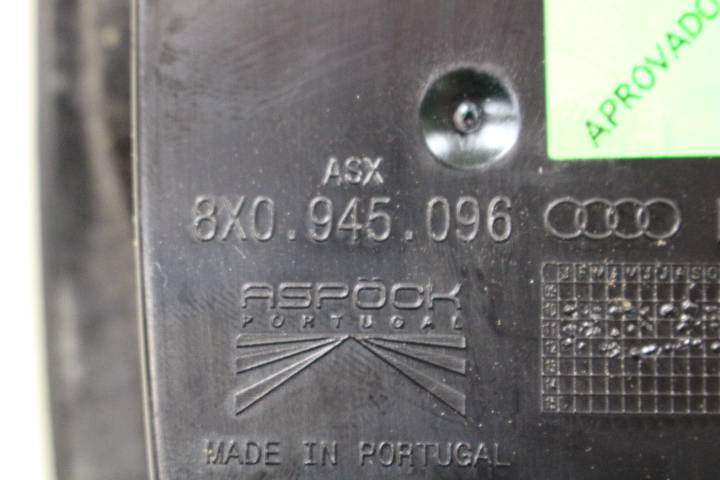 APROVADO
ASX
8X0.945.096
ASPÖCK
PORTUGAL
MADE IN PORTUGAL